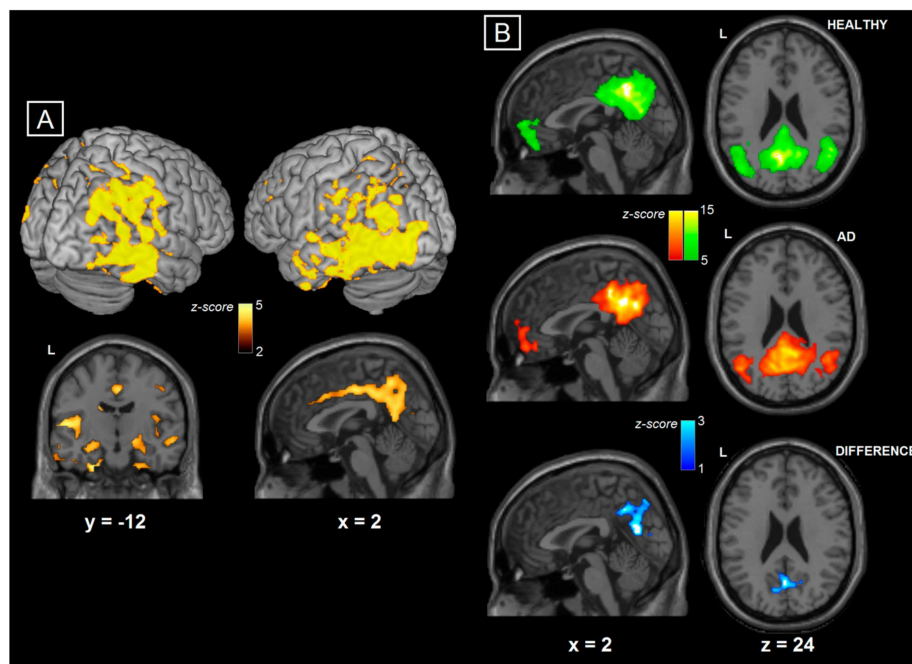 A
z-score
5
2
L
y = -12
x = 2
B
L
HEALTHY
z-score
15
5
L
AD
z-score
3
1
L
DIFFERENCE
x = 2
z = 24